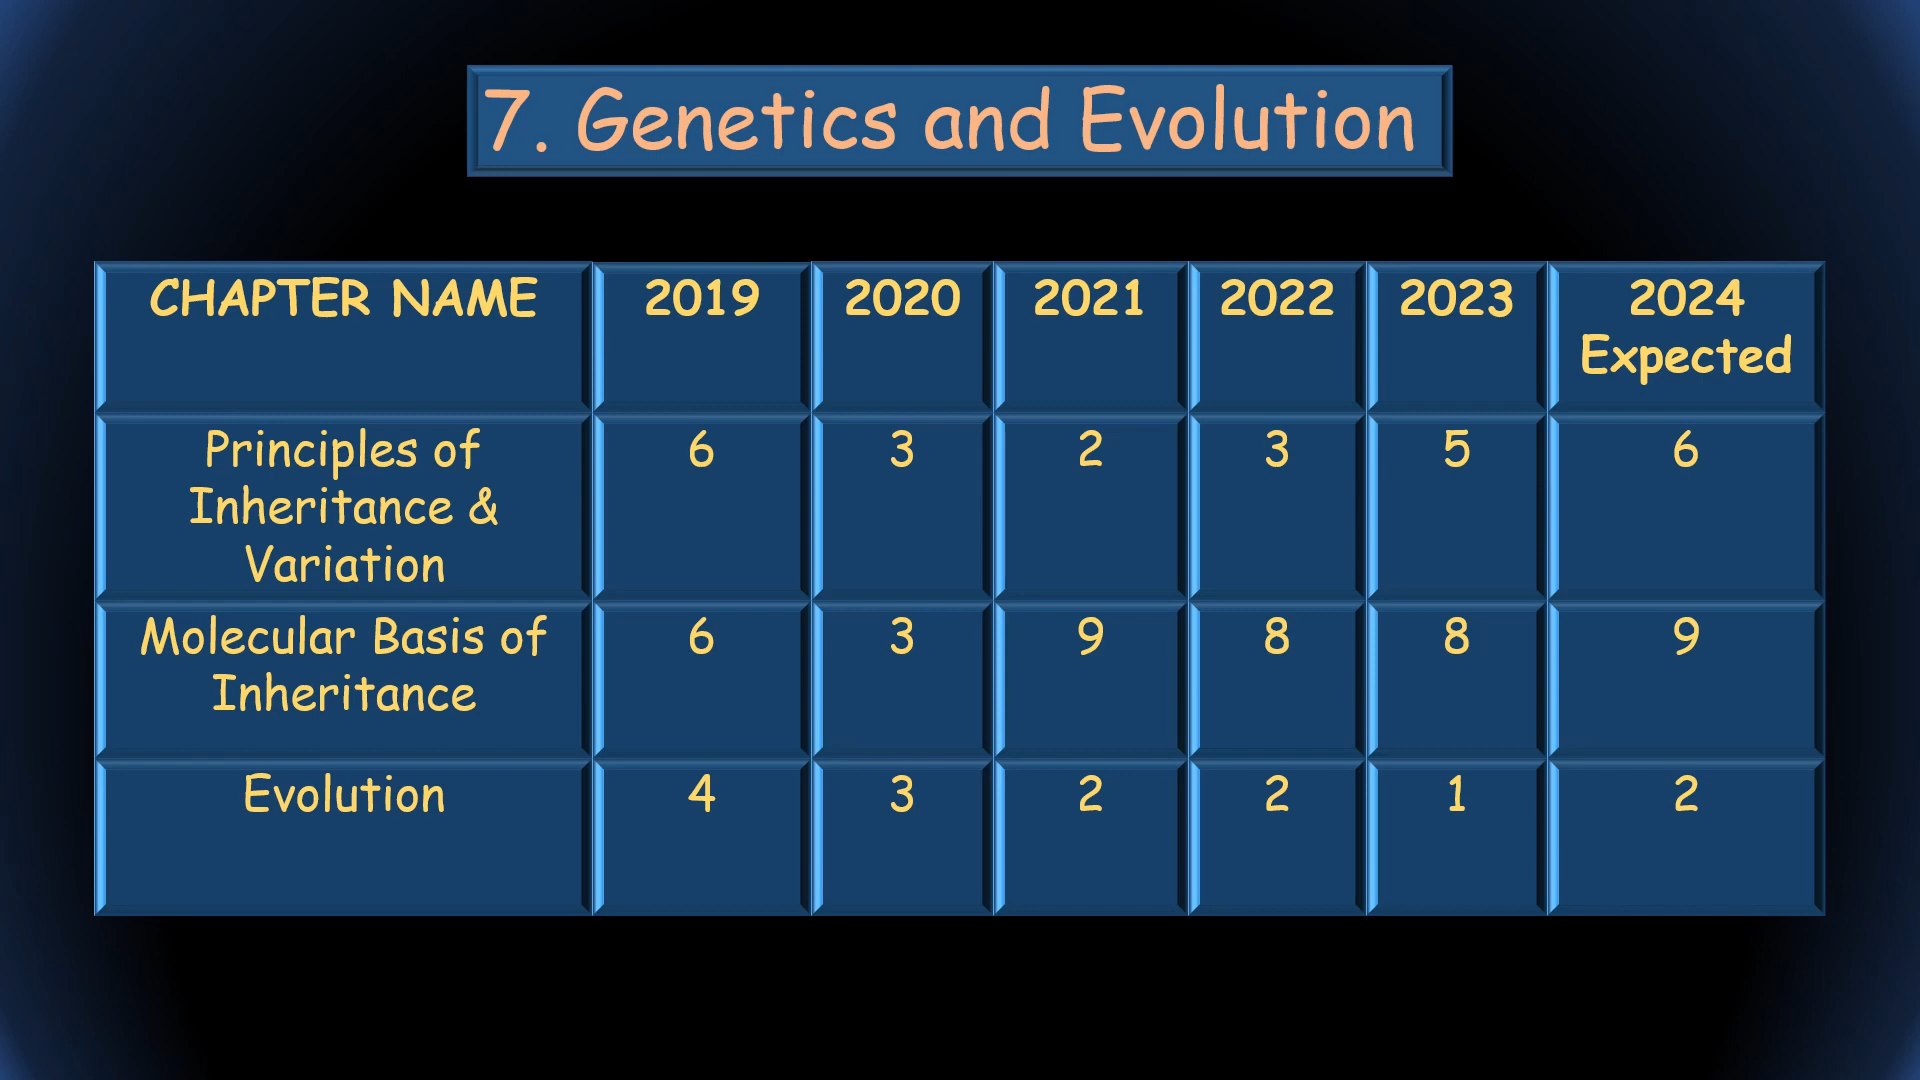 7. Genetics and Evolution
CHAPTER NAME 2019 2020 2021 2022 2023 2024
Expected
Principles of 6 3 2 3 5 6
Inheritance &
Variation
Molecular Basis of 6 3 9 8 8 9
Inheritance
Evolution 4 3 2 2 1 2